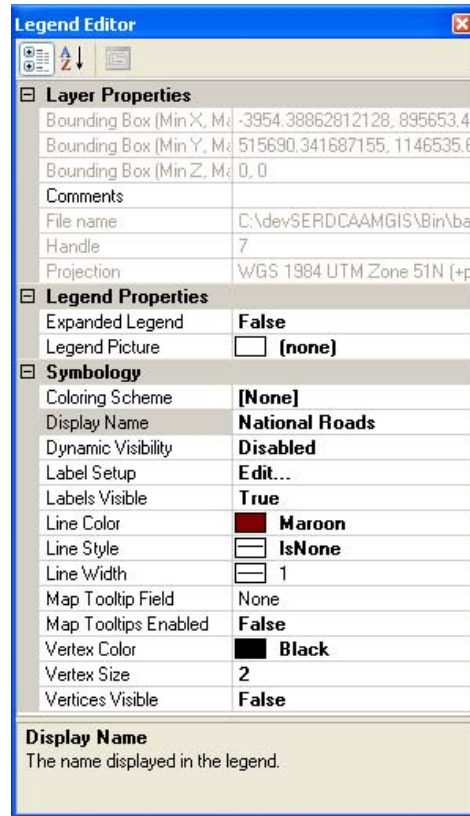 Legend Editor
Layer Properties
Bounding Box (Min X, Ma -3954.38862812128, 895653.4
Bounding Box (Min Y, Ma 515690.341687155, 1146535.6
Bounding Box (Min Z, Ma 0, 0
Comments
File name C:\devSERDCAAMGIS\Bin\ba
Handle 7
Projection WGS 1984 UTM Zone 51N (+p
Legend Properties
Expanded Legend False
Legend Picture (none)
Symbology
Coloring Scheme [None]
Display Name National Roads
Dynamic Visibility Disabled
Label Setup Edit...
Labels Visible True
Line Color Maroon
Line Style IsNone
Line Width 1
Map Tooltip Field None
Map Tooltips Enabled False
Vertex Color Black
Vertex Size 2
Vertices Visible False
Display Name
The name displayed in the legend.